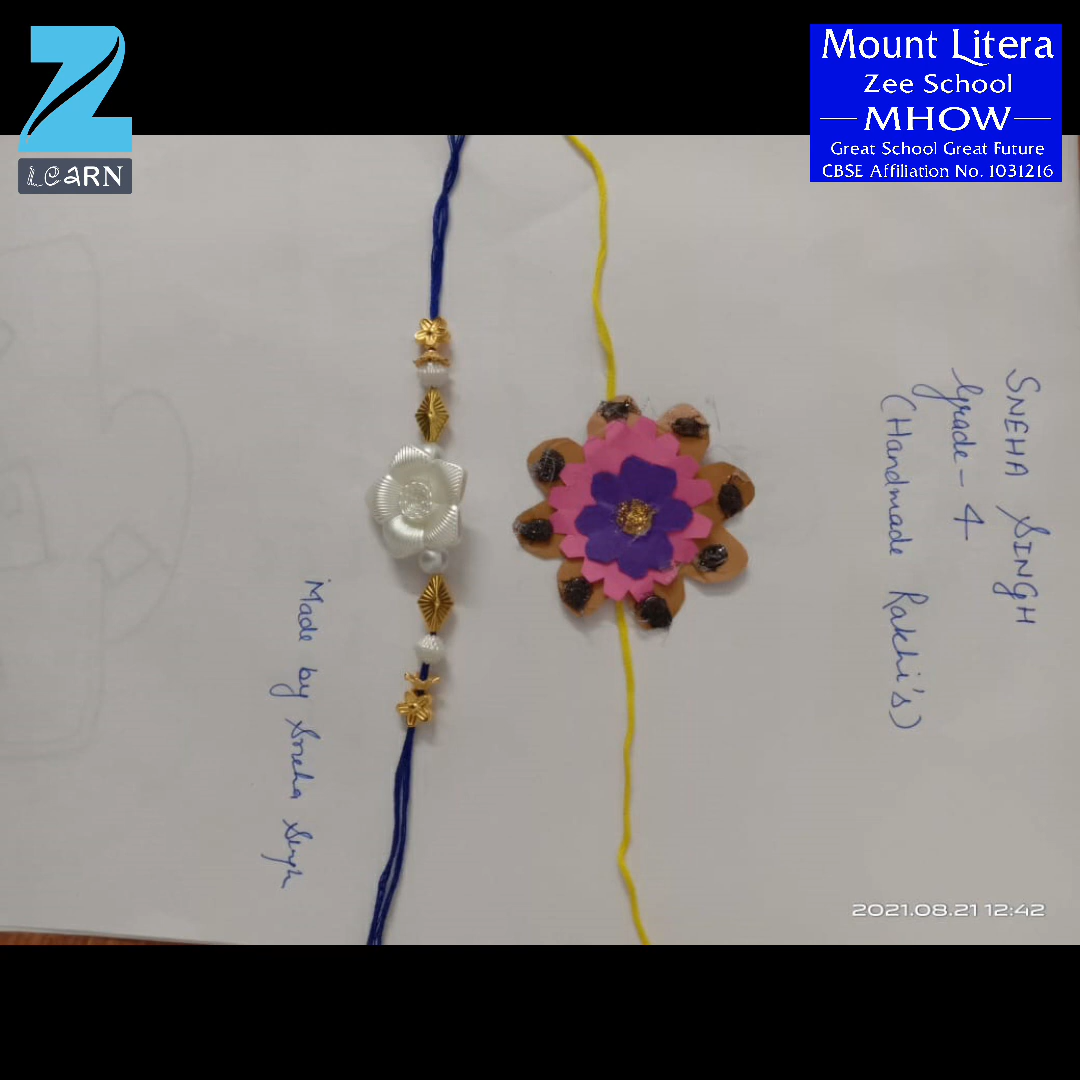 LEARN
Mount Litera
Zee School
MHOW
Great School Great Future
CBSE Affiliation No. 1031216
SNEHA SINGH
Grade - 4
(Handmade Rakhi's)
Made by Sneha Singh
2021.08.21 12:42